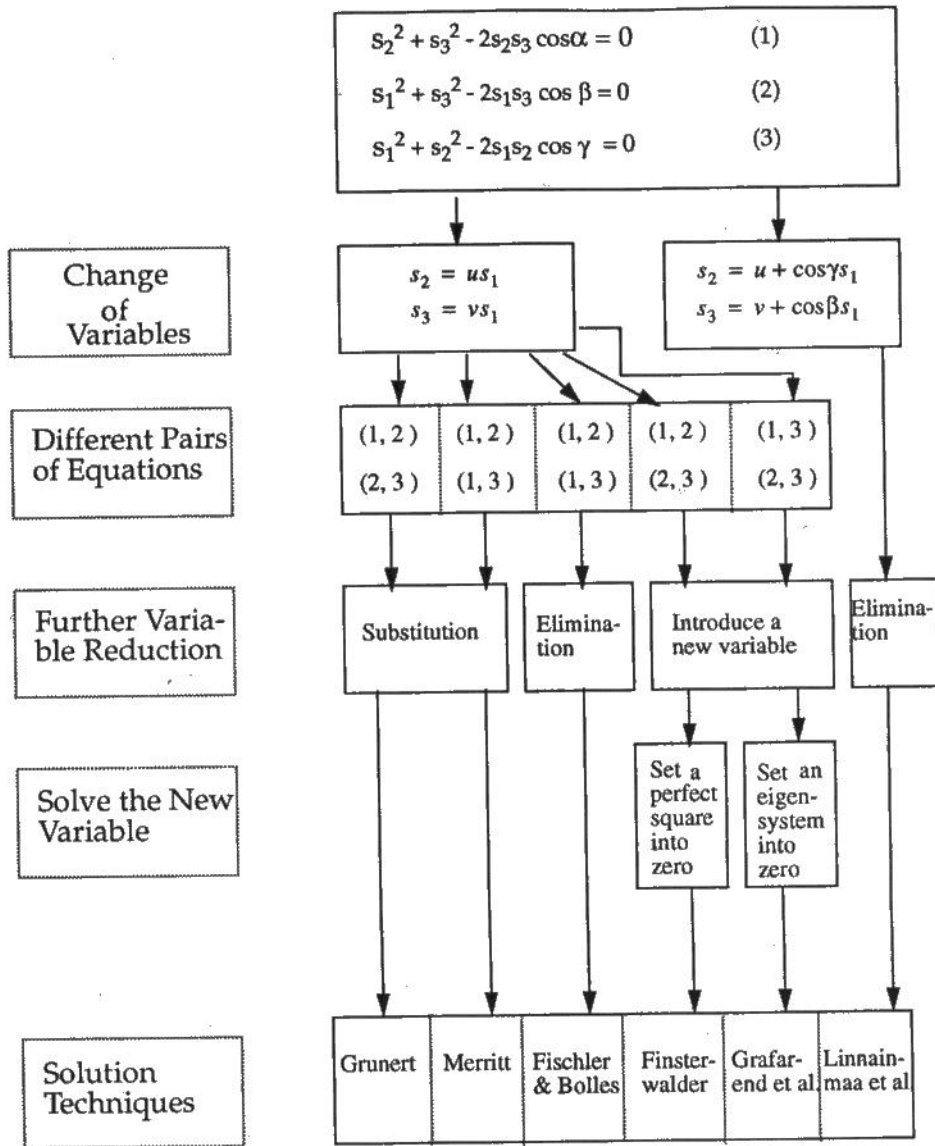 s₂² + s₃² - 2s₂s₃ cosα = 0 (1)
s₁² + s₃² - 2s₁s₃ cos β = 0 (2)
s₁² + s₂² - 2s₁s₂ cos γ = 0 (3)
Change
of
Variables
s₂ = us₁
s₃ = vs₁
s₂ = u + cosγs₁
s₃ = v + cosβs₁
Different Pairs
of Equations
(1, 2) (1, 2) (1, 2) (1, 2) (1, 3)
(2, 3) (1, 3) (1, 3) (2, 3) (2, 3)
Further Varia-
ble Reduction
Substitution
Elimina-
tion
Introduce a
new variable
Elimina-
tion
Solve the New
Variable
Set a
perfect
square
into
zero
Set an
eigen-
system
into
zero
Solution
Techniques
Grunert
Merritt
Fischler
& Bolles
Finster-
walder
Grafar-
end et al.
Linnain-
maa et al